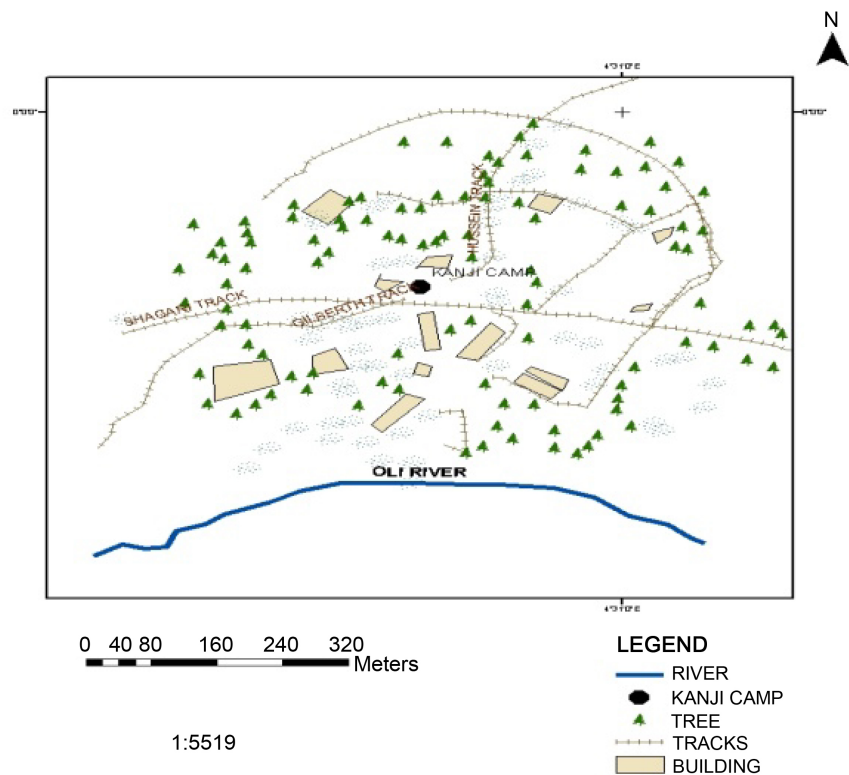 N
HUSSEIN TRACK
KANJI CAMP
SHAGARI TRACK
GILBERTH TRACK
OLI RIVER
0 40 80 160 240 320
Meters
1:5519
LEGEND
RIVER
KANJI CAMP
TREE
TRACKS
BUILDING